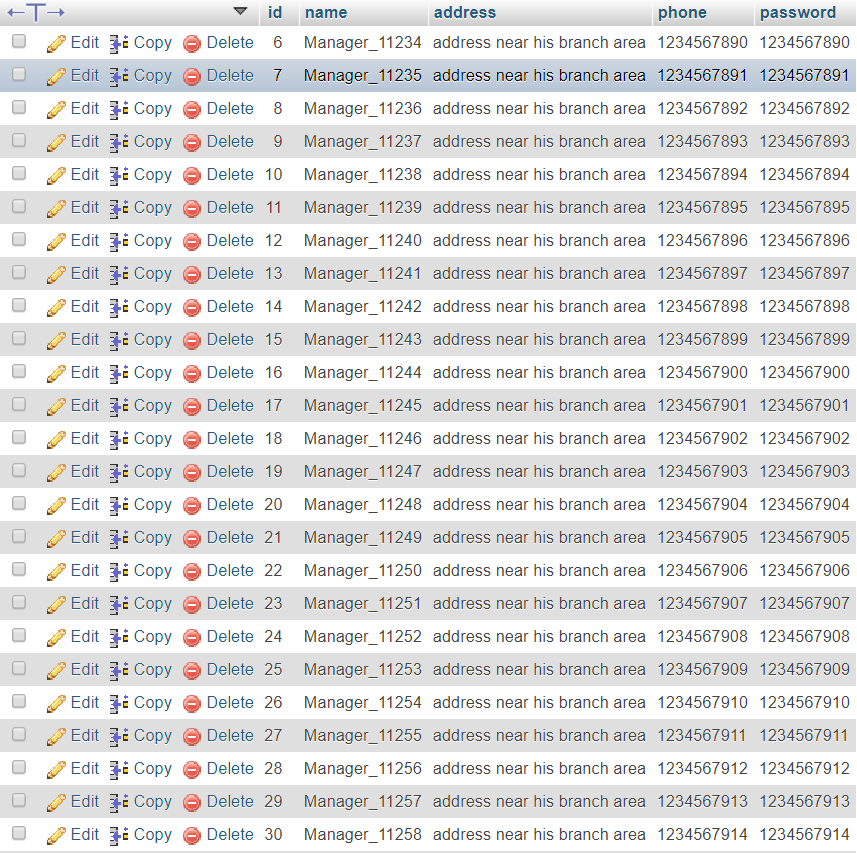 id name address phone password
Edit Copy Delete 6 Manager_11234 address near his branch area 1234567890 1234567890
Edit Copy Delete 7 Manager_11235 address near his branch area 1234567891 1234567891
Edit Copy Delete 8 Manager_11236 address near his branch area 1234567892 1234567892
Edit Copy Delete 9 Manager_11237 address near his branch area 1234567893 1234567893
Edit Copy Delete 10 Manager_11238 address near his branch area 1234567894 1234567894
Edit Copy Delete 11 Manager_11239 address near his branch area 1234567895 1234567895
Edit Copy Delete 12 Manager_11240 address near his branch area 1234567896 1234567896
Edit Copy Delete 13 Manager_11241 address near his branch area 1234567897 1234567897
Edit Copy Delete 14 Manager_11242 address near his branch area 1234567898 1234567898
Edit Copy Delete 15 Manager_11243 address near his branch area 1234567899 1234567899
Edit Copy Delete 16 Manager_11244 address near his branch area 1234567900 1234567900
Edit Copy Delete 17 Manager_11245 address near his branch area 1234567901 1234567901
Edit Copy Delete 18 Manager_11246 address near his branch area 1234567902 1234567902
Edit Copy Delete 19 Manager_11247 address near his branch area 1234567903 1234567903
Edit Copy Delete 20 Manager_11248 address near his branch area 1234567904 1234567904
Edit Copy Delete 21 Manager_11249 address near his branch area 1234567905 1234567905
Edit Copy Delete 22 Manager_11250 address near his branch area 1234567906 1234567906
Edit Copy Delete 23 Manager_11251 address near his branch area 1234567907 1234567907
Edit Copy Delete 24 Manager_11252 address near his branch area 1234567908 1234567908
Edit Copy Delete 25 Manager_11253 address near his branch area 1234567909 1234567909
Edit Copy Delete 26 Manager_11254 address near his branch area 1234567910 1234567910
Edit Copy Delete 27 Manager_11255 address near his branch area 1234567911 1234567911
Edit Copy Delete 28 Manager_11256 address near his branch area 1234567912 1234567912
Edit Copy Delete 29 Manager_11257 address near his branch area 1234567913 1234567913
Edit Copy Delete 30 Manager_11258 address near his branch area 1234567914 1234567914